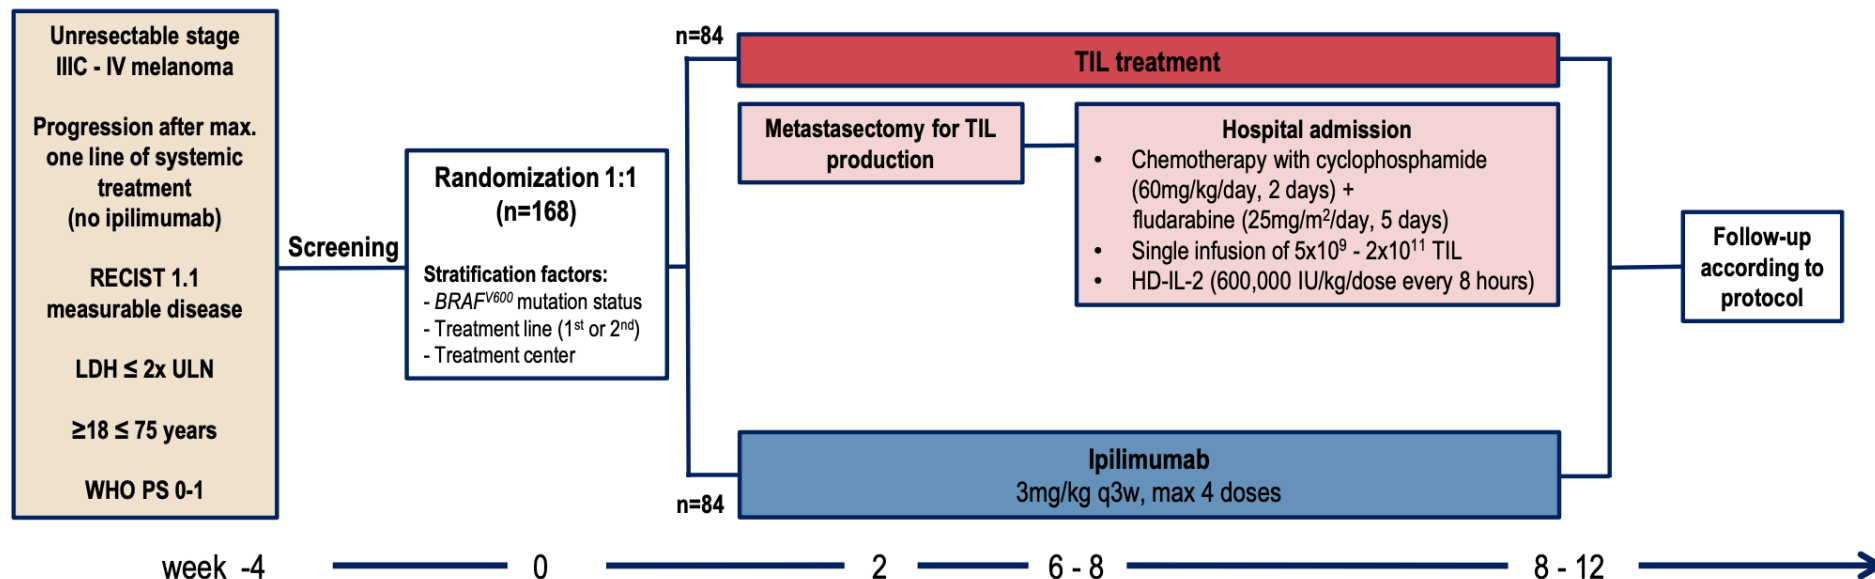 Unresectable stage
IIIC - IV melanoma
Progression after max.
one line of systemic
treatment
(no ipilimumab)
RECIST 1.1
measurable disease
LDH ≤ 2x ULN
≥18 ≤ 75 years
WHO PS 0-1
Screening
Randomization 1:1
(n=168)
Stratification factors:
- BRAFV600 mutation status
- Treatment line (1st or 2nd)
- Treatment center
n=84
TIL treatment
Metastasectomy for TIL
production
Hospital admission
• Chemotherapy with cyclophosphamide
(60mg/kg/day, 2 days) +
fludarabine (25mg/m²/day, 5 days)
• Single infusion of 5x10⁹ - 2x10¹¹ TIL
• HD-IL-2 (600,000 IU/kg/dose every 8 hours)
n=84
Ipilimumab
3mg/kg q3w, max 4 doses
Follow-up
according to
protocol
week -4 0 2 6 - 8 8 - 12